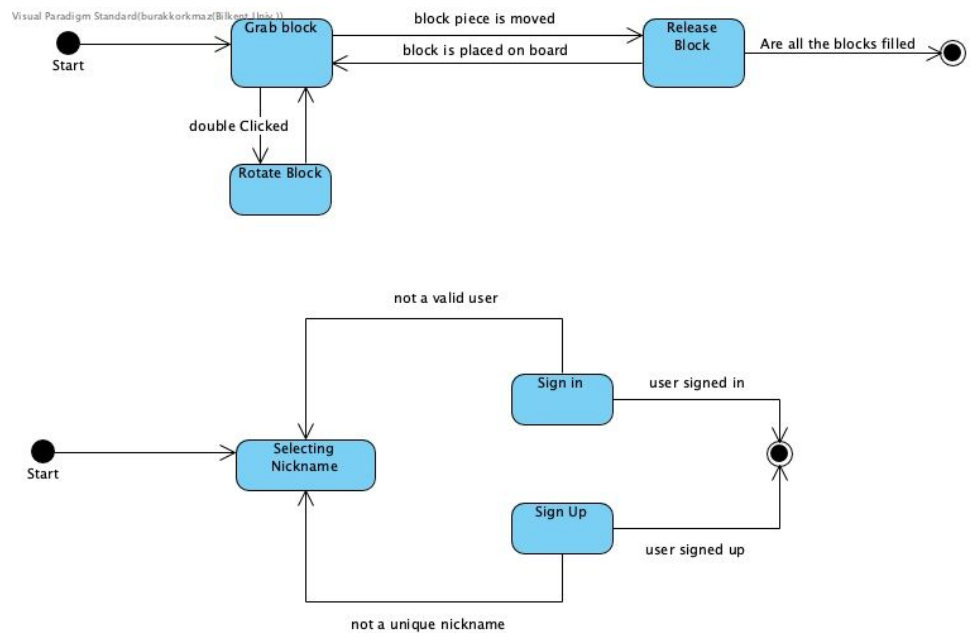 Visual Paradigm Standard(burakkorkmaz(Bilkent Univ.))
Grab block
block piece is moved
Release
Block
block is placed on board
Are all the blocks filled
Start
double Clicked
Rotate Block
not a valid user
Sign in
user signed in
Selecting
Nickname
Start
Sign Up
user signed up
not a unique nickname